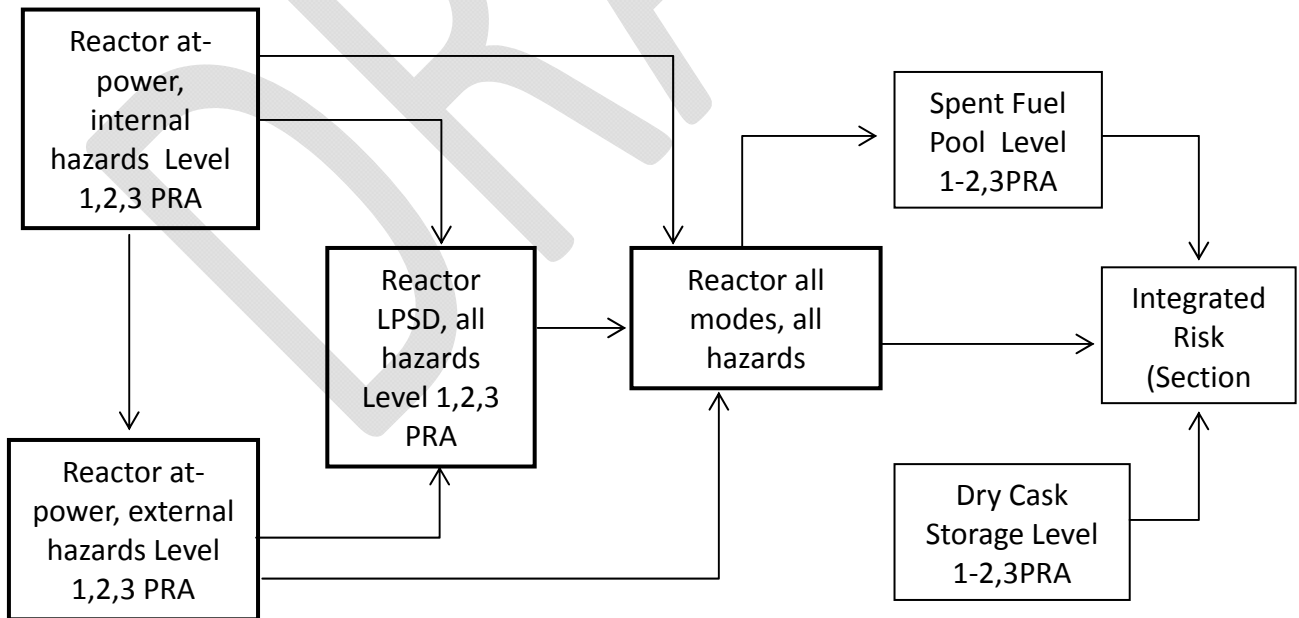 Reactor at-
power,
internal
hazards Level
1,2,3 PRA
Spent Fuel
Pool Level
1-2,3PRA
Reactor
LPSD, all
hazards
Level 1,2,3
PRA
Reactor all
modes, all
hazards
Integrated
Risk
(Section
Reactor at-
power, external
hazards Level
1,2,3 PRA
Dry Cask
Storage Level
1-2,3PRA